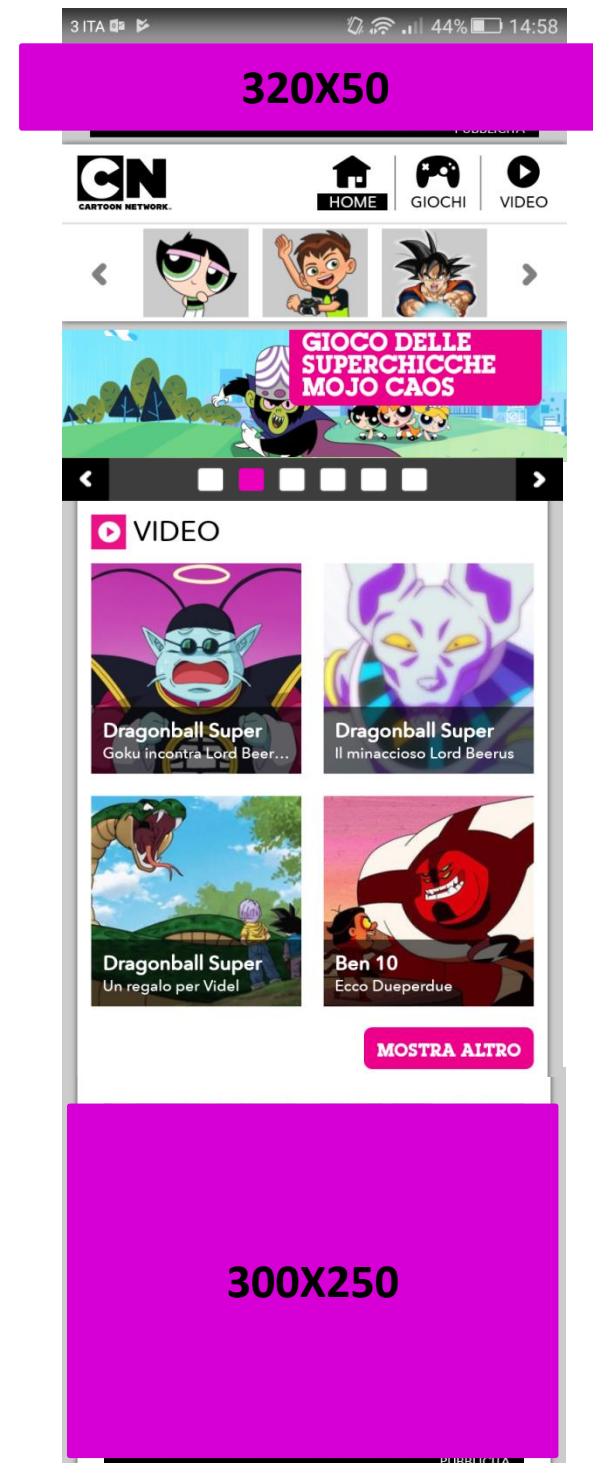 3 ITA 44% 14:58
320X50
PUBBLICITÀ
CN
CARTOON NETWORK.
HOME GIOCHI VIDEO
GIOCO DELLE
SUPERCHICCHE
MOJO CAOS
VIDEO
Dragonball Super
Goku incontra Lord Beer...
Dragonball Super
Il minaccioso Lord Beerus
Dragonball Super
Un regalo per Videl
Ben 10
Ecco Dueperdue
MOSTRA ALTRO
300X250
PUBBLICITÀ